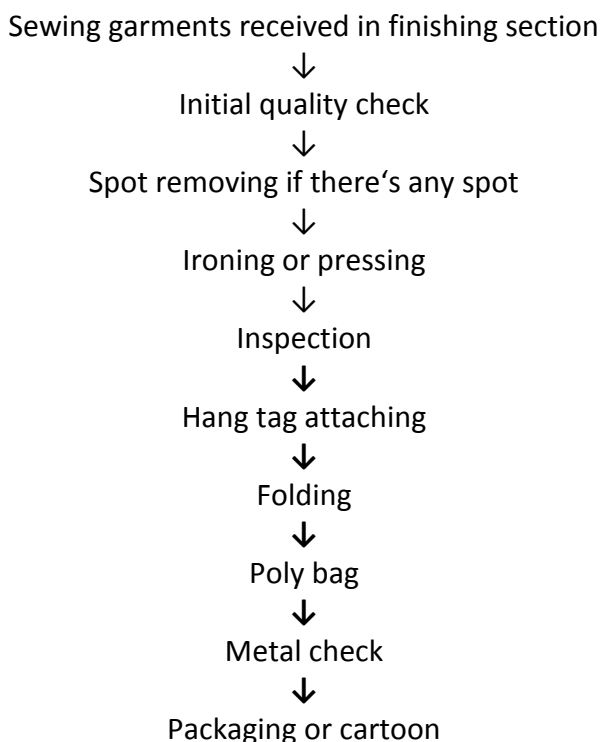 Sewing garments received in finishing section
↓
Initial quality check
↓
Spot removing if there‘s any spot
↓
Ironing or pressing
↓
Inspection
↓
Hang tag attaching
↓
Folding
↓
Poly bag
↓
Metal check
↓
Packaging or cartoon